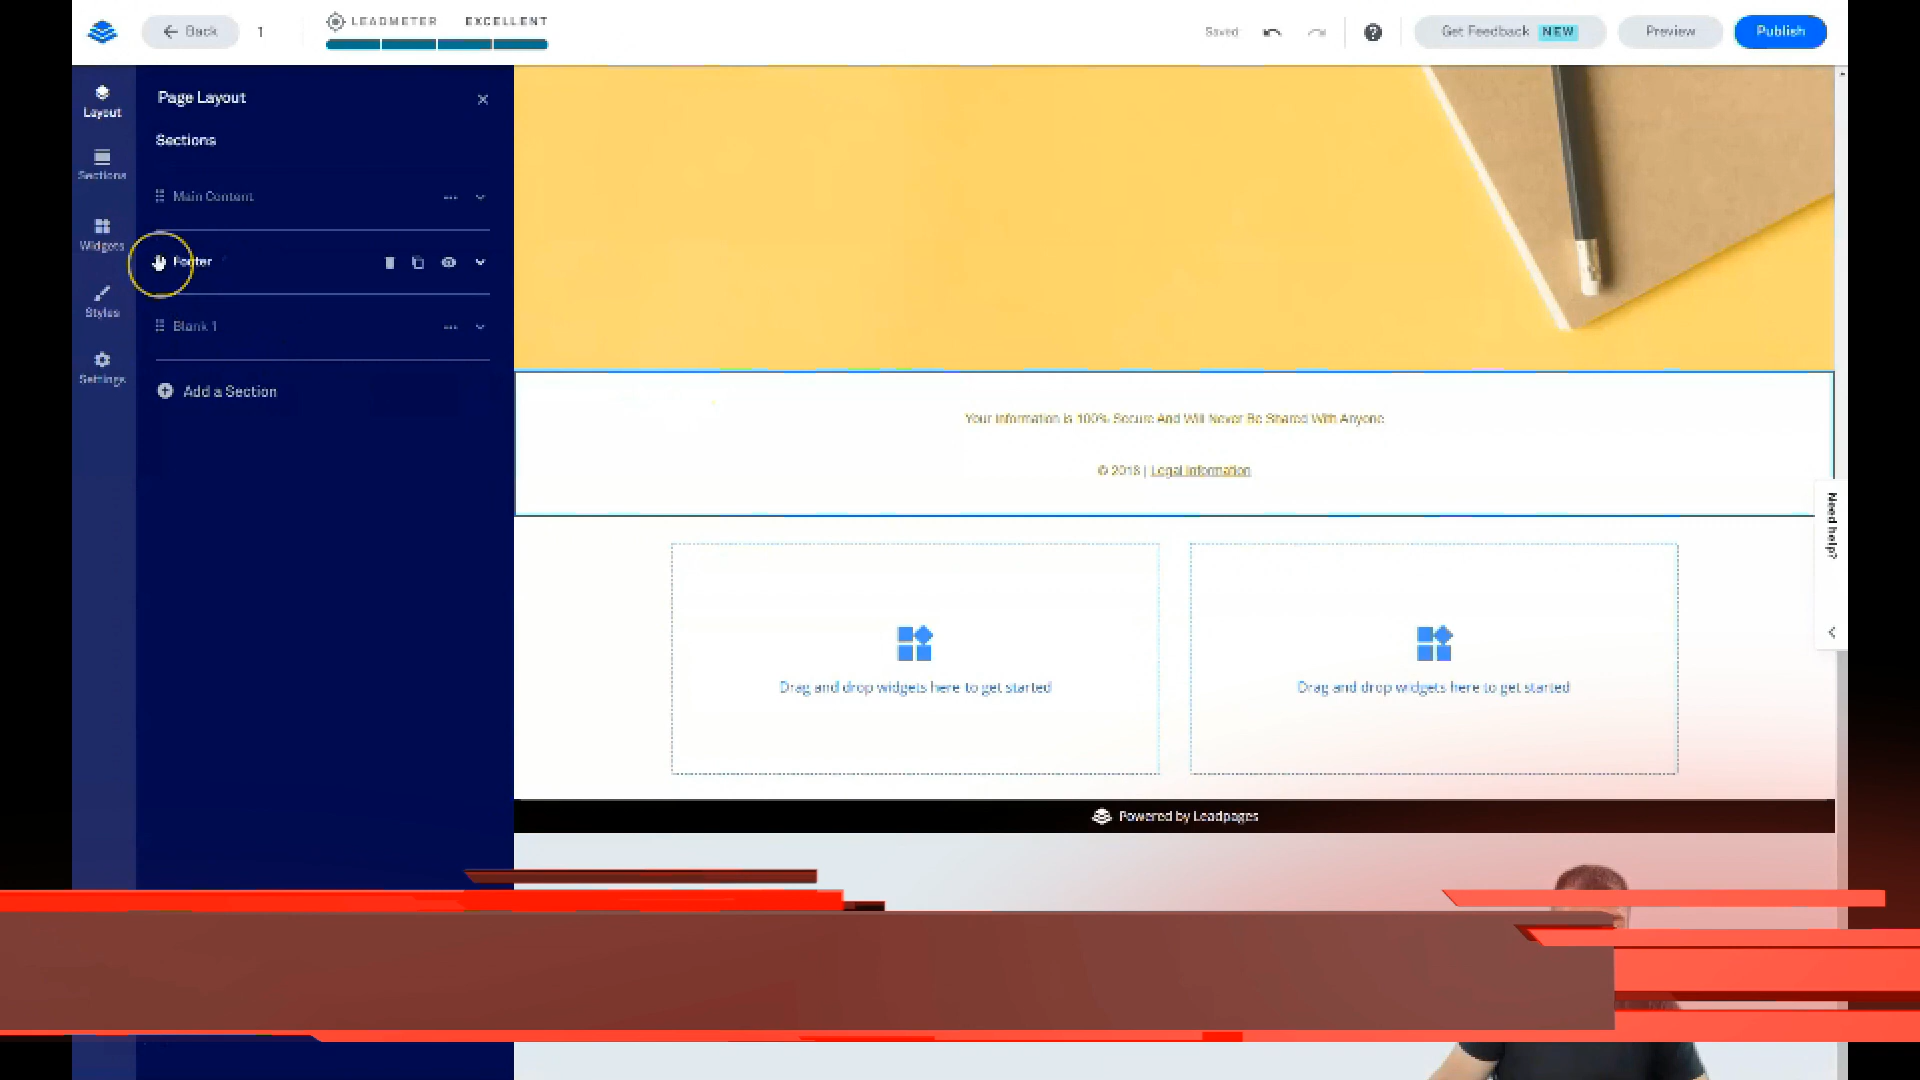 Back
1
LEADMETER EXCELLENT
Saved
Get Feedback NEW
Preview
Publish
Layout
Sections
Widgets
Styles
Settings
Page Layout
Sections
Main Content
Footer
Blank 1
Add a Section
Your Information is 100% Secure And Will Never Be Shared With Anyone
© 2018 | Legal Information
Drag and drop widgets here to get started
Drag and drop widgets here to get started
Powered by Leadpages
Need help?